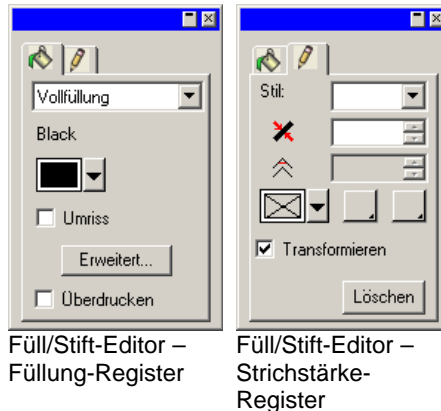 Vollfüllung
Black
Umriss
Erweitert...
Überdrucken
Füll/Stift-Editor –
Füllung-Register
Stil:
Transformieren
Löschen
Füll/Stift-Editor –
Strichstärke-
Register